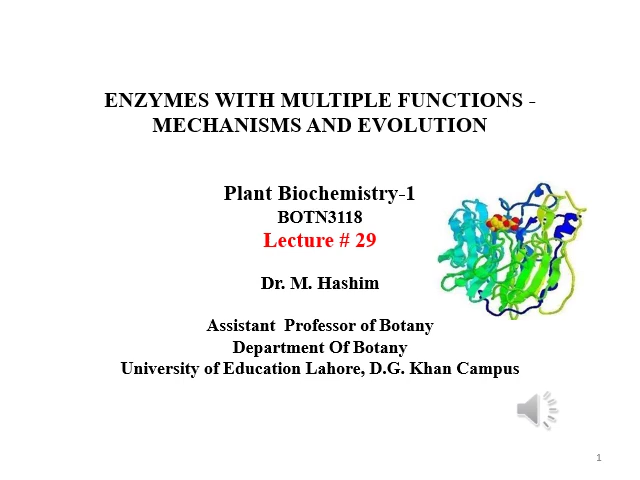 ENZYMES WITH MULTIPLE FUNCTIONS -
MECHANISMS AND EVOLUTION
Plant Biochemistry-1
BOTN3118
Lecture # 29
Dr. M. Hashim
Assistant Professor of Botany
Department Of Botany
University of Education Lahore, D.G. Khan Campus
1